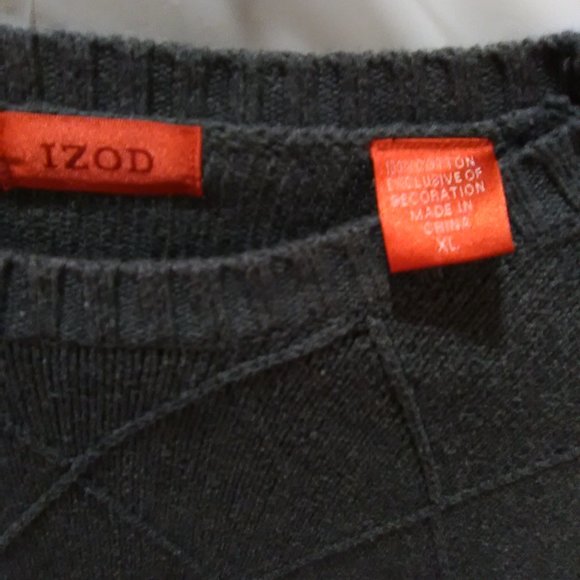 IZOD
100% COTTON
EXCLUSIVE OF
DECORATION
MADE IN
CHINA
XL